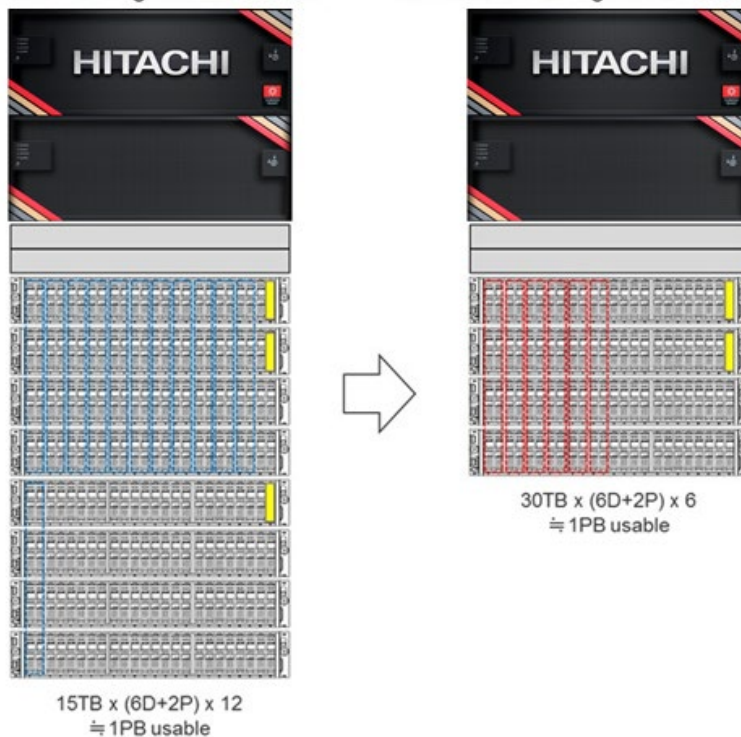 HITACHI
HITACHI
30TB x (6D+2P) x 6
≒ 1PB usable
15TB x (6D+2P) x 12
≒ 1PB usable